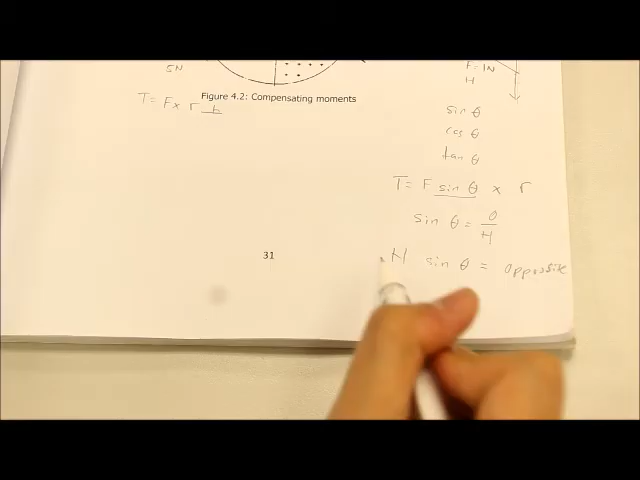 5N
F = 1N
H
Figure 4.2: Compensating moments
T = F x r
sin θ
cos θ
tan θ
T = F sin θ x r
sin θ = O/H
H sin θ = opposite
31